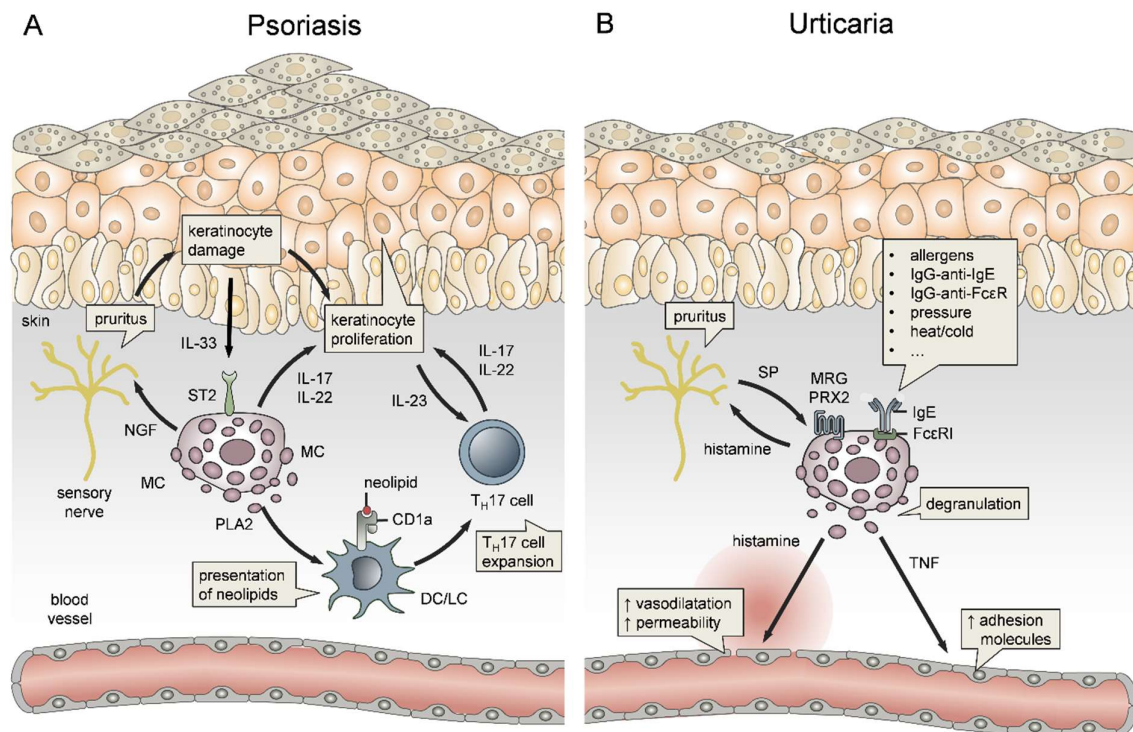 A
Psoriasis
keratinocyte
damage
skin
pruritus
keratinocyte
proliferation
IL-33
IL-17
IL-22
ST2
IL-17
IL-22
IL-23
NGF
MC
MC
sensory
nerve
PLA2
neolipid
CD1a
TH17 cell
TH17 cell
expansion
presentation
of neolipids
DC/LC
blood
vessel
B
Urticaria
• allergens
• IgG-anti-IgE
• IgG-anti-FcεR
• pressure
• heat/cold
• ...
pruritus
SP
MRG
PRX2
IgE
FcεRI
histamine
degranulation
histamine
TNF
↑ vasodilatation
↑ permeability
↑ adhesion
molecules